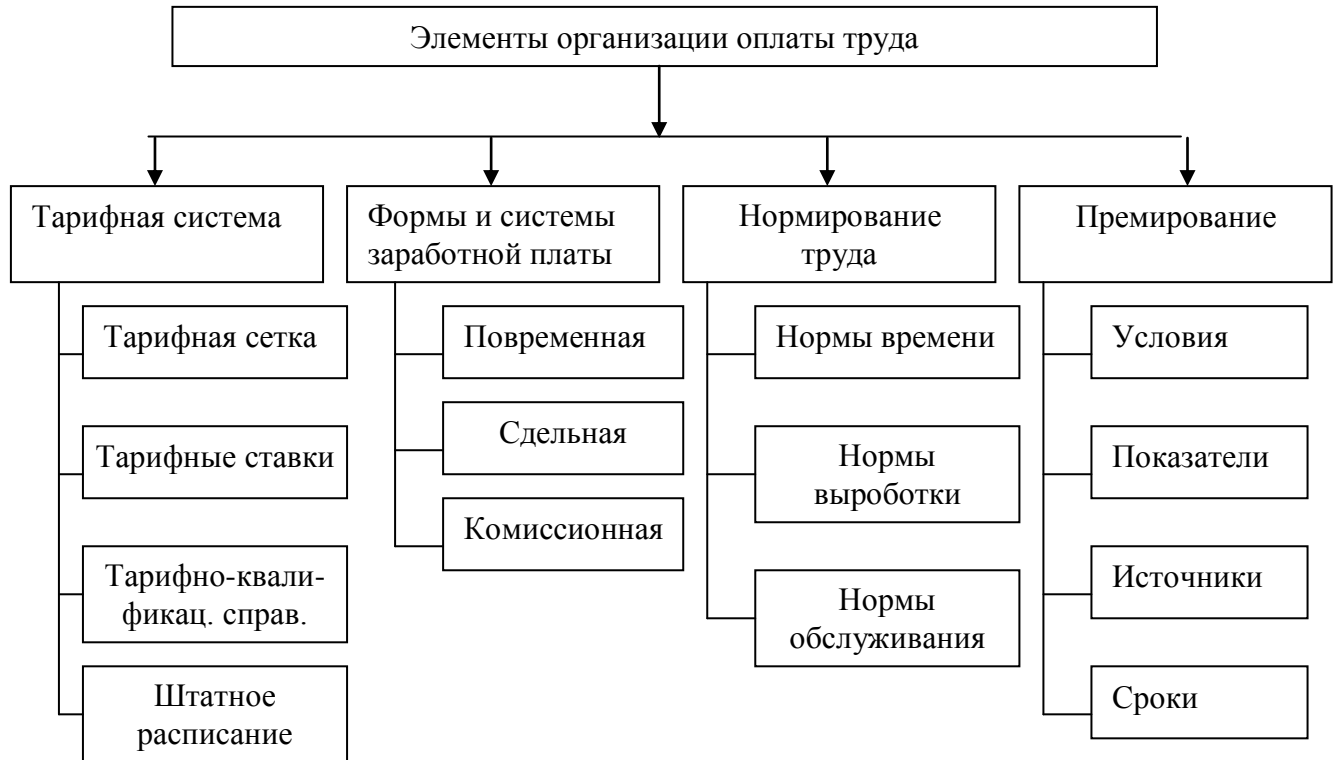 Элементы организации оплаты труда
Тарифная система
Формы и системы
заработной платы
Нормирование
труда
Премирование
Тарифная сетка
Повременная
Нормы времени
Условия
Тарифные ставки
Сдельная
Нормы
выроботки
Показатели
Комиссионная
Тарифно-квали-
фикац. справ.
Нормы
обслуживания
Источники
Штатное
расписание
Сроки